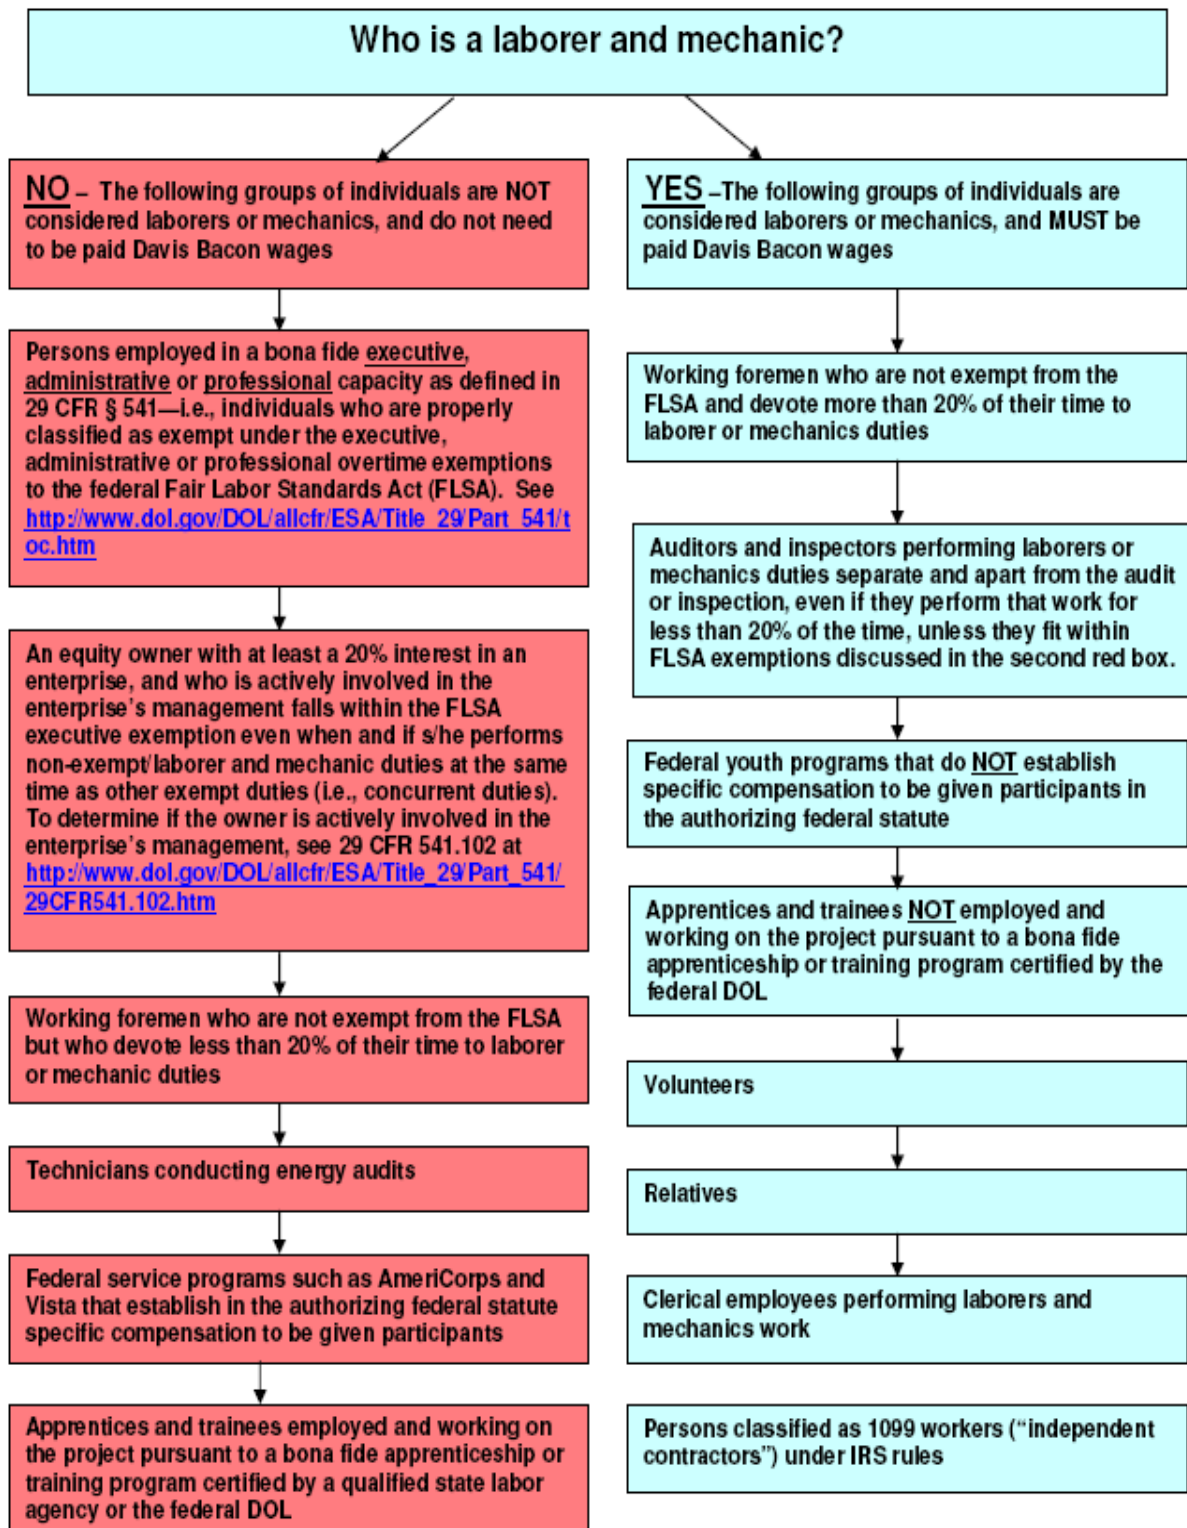 Who is a laborer and mechanic?
NO – The following groups of individuals are NOT
considered laborers or mechanics, and do not need
to be paid Davis Bacon wages
Persons employed in a bona fide executive,
administrative or professional capacity as defined in
29 CFR § 541—i.e., individuals who are properly
classified as exempt under the executive,
administrative or professional overtime exemptions
to the federal Fair Labor Standards Act (FLSA). See
http://www.dol.gov/DOL/allcfr/ESA/Title_29/Part_541/t
oc.htm
An equity owner with at least a 20% interest in an
enterprise, and who is actively involved in the
enterprise's management falls within the FLSA
executive exemption even when and if s/he performs
non-exempt/laborer and mechanic duties at the same
time as other exempt duties (i.e., concurrent duties).
To determine if the owner is actively involved in the
enterprise's management, see 29 CFR 541.102 at
http://www.dol.gov/DOL/allcfr/ESA/Title_29/Part_541/
29CFR541.102.htm
Working foremen who are not exempt from the FLSA
but who devote less than 20% of their time to laborer
or mechanic duties
Technicians conducting energy audits
Federal service programs such as AmeriCorps and
Vista that establish in the authorizing federal statute
specific compensation to be given participants
Apprentices and trainees employed and working on
the project pursuant to a bona fide apprenticeship or
training program certified by a qualified state labor
agency or the federal DOL
YES –The following groups of individuals are
considered laborers or mechanics, and MUST be
paid Davis Bacon wages
Working foremen who are not exempt from the
FLSA and devote more than 20% of their time to
laborer or mechanics duties
Auditors and inspectors performing laborers or
mechanics duties separate and apart from the audit
or inspection, even if they perform that work for
less than 20% of the time, unless they fit within
FLSA exemptions discussed in the second red box.
Federal youth programs that do NOT establish
specific compensation to be given participants in
the authorizing federal statute
Apprentices and trainees NOT employed and
working on the project pursuant to a bona fide
apprenticeship or training program certified by the
federal DOL
Volunteers
Relatives
Clerical employees performing laborers and
mechanics work
Persons classified as 1099 workers (“independent
contractors”) under IRS rules